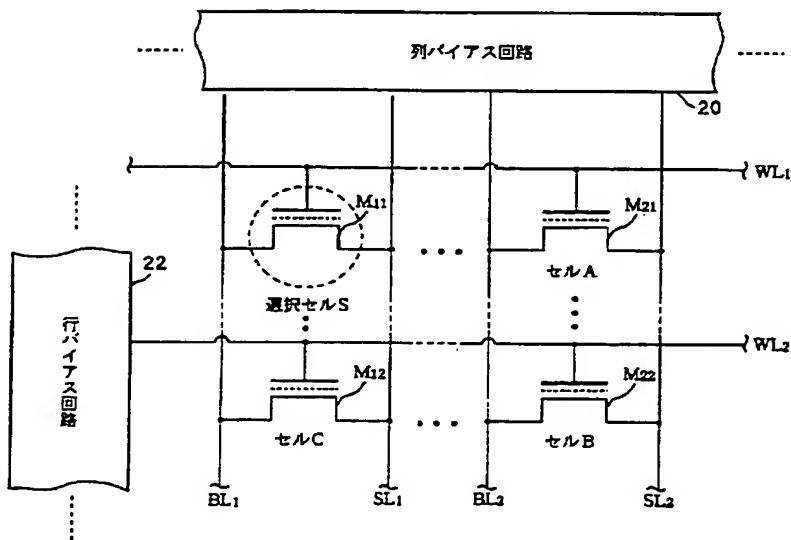 列バイアス回路
20
WL1
M11
M21
22
選択セルS
セルA
行バイアス回路
WL2
M12
M22
セルC
セルB
BL1
SL1
BL2
SL2